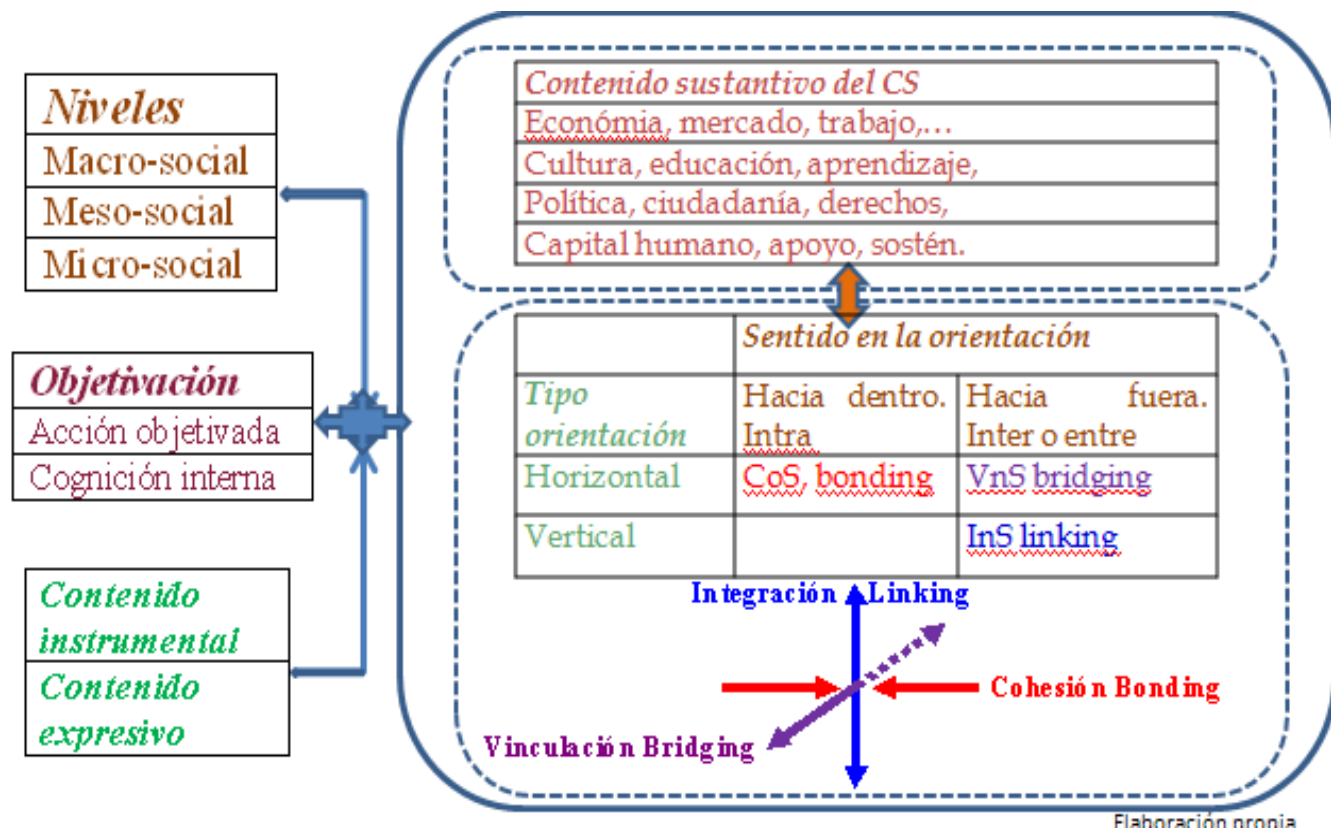 Niveles
Macro-social
Meso-social
Micro-social
Objetivación
Acción objetivada
Cognición interna
Contenido
instrumental
Contenido
expresivo
Contenido sustantivo del CS
Económia, mercado, trabajo,...
Cultura, educación, aprendizaje,
Política, ciudadanía, derechos,
Capital humano, apoyo, sostén.
Sentido en la orientación
Tipo orientación
Hacia dentro. Intra
Hacia fuera. Inter o entre
Horizontal
CoS, bonding
VnS bridging
Vertical
InS linking
Integración Linking
Cohesión Bonding
Vinculación Bridging
Elaboración propia